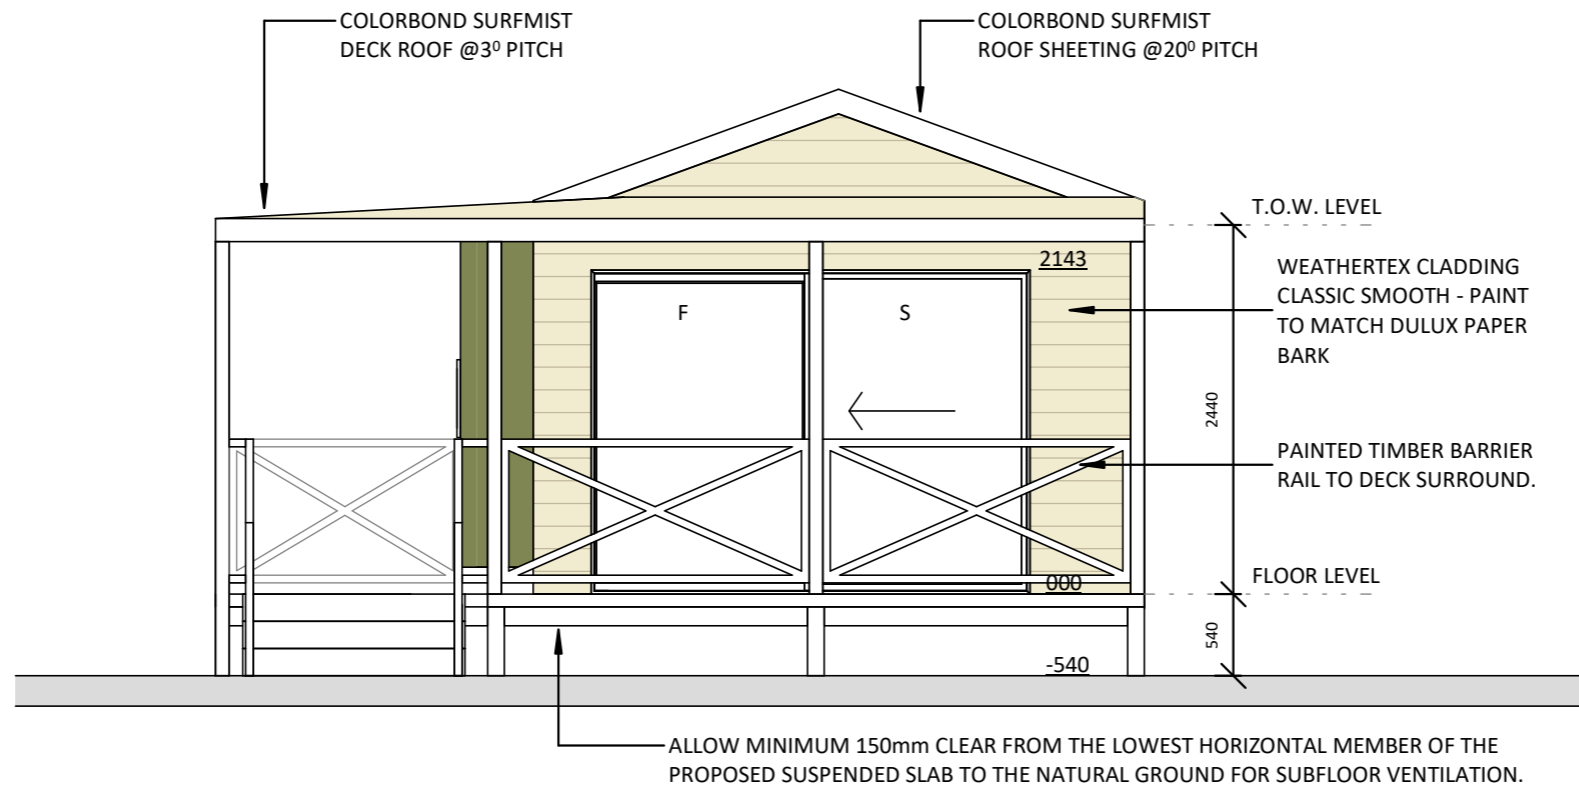 COLORBOND SURFMIST
DECK ROOF @3⁰ PITCH
COLORBOND SURFMIST
ROOF SHEETING @20⁰ PITCH
T.O.W. LEVEL
2143
WEATHERTEX CLADDING
CLASSIC SMOOTH - PAINT
TO MATCH DULUX PAPER
BARK
F
S
2440
PAINTED TIMBER BARRIER
RAIL TO DECK SURROUND.
000
FLOOR LEVEL
540
-540
ALLOW MINIMUM 150mm CLEAR FROM THE LOWEST HORIZONTAL MEMBER OF THE
PROPOSED SUSPENDED SLAB TO THE NATURAL GROUND FOR SUBFLOOR VENTILATION.